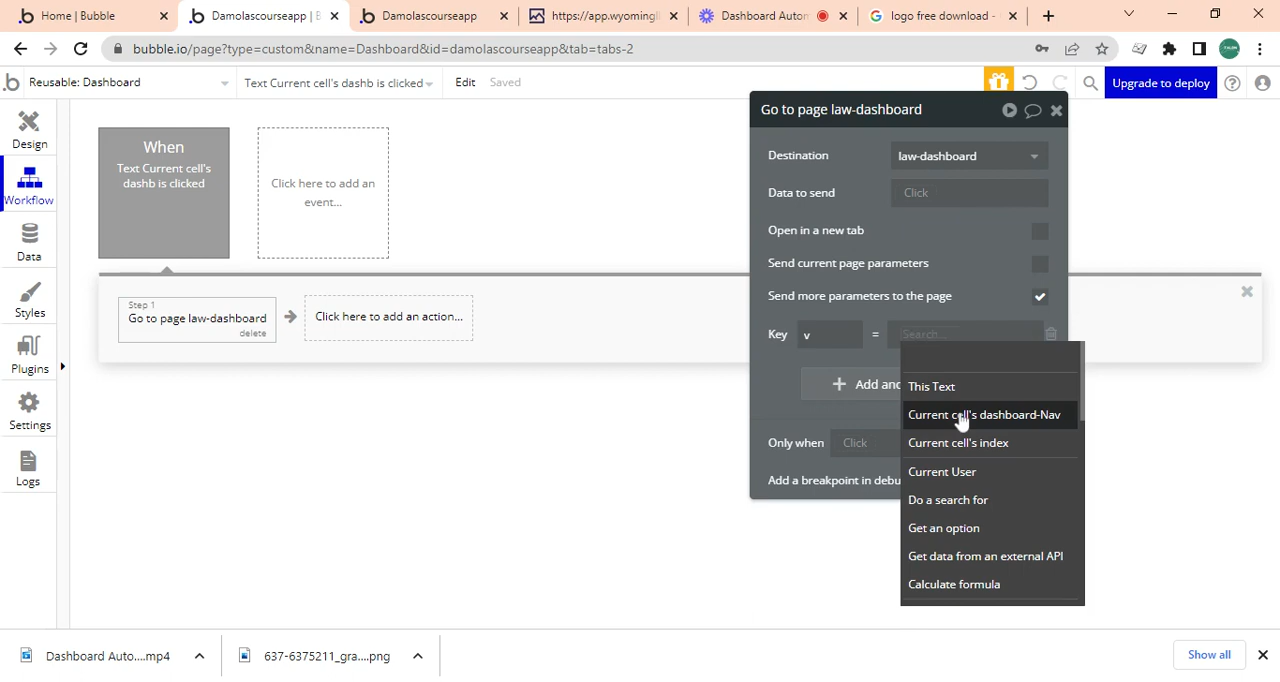 Home | Bubble
Damolascourseapp | B
Damolascourseapp
https://app.wyomingl
Dashboard Auton
logo free download -
bubble.io/page?type=custom&name=Dashboard&id=damolascourseapp&tab=tabs-2
Reusable: Dashboard
Text Current cell's dashb is clicked
Edit
Saved
Upgrade to deploy
Design
Workflow
Data
Styles
Plugins
Settings
Logs
When
Text Current cell's
dashb is clicked
Click here to add an
event...
Step 1
Go to page law-dashboard
delete
Click here to add an action...
Go to page law-dashboard
Destination
law-dashboard
Data to send
Click
Open in a new tab
Send current page parameters
Send more parameters to the page
Key
v
=
Search...
Add ano
Only when
Click
Add a breakpoint in debu
This Text
Current cell's dashboard-Nav
Current cell's index
Current User
Do a search for
Get an option
Get data from an external API
Calculate formula
Dashboard Auto....mp4
637-6375211_gra....png
Show all